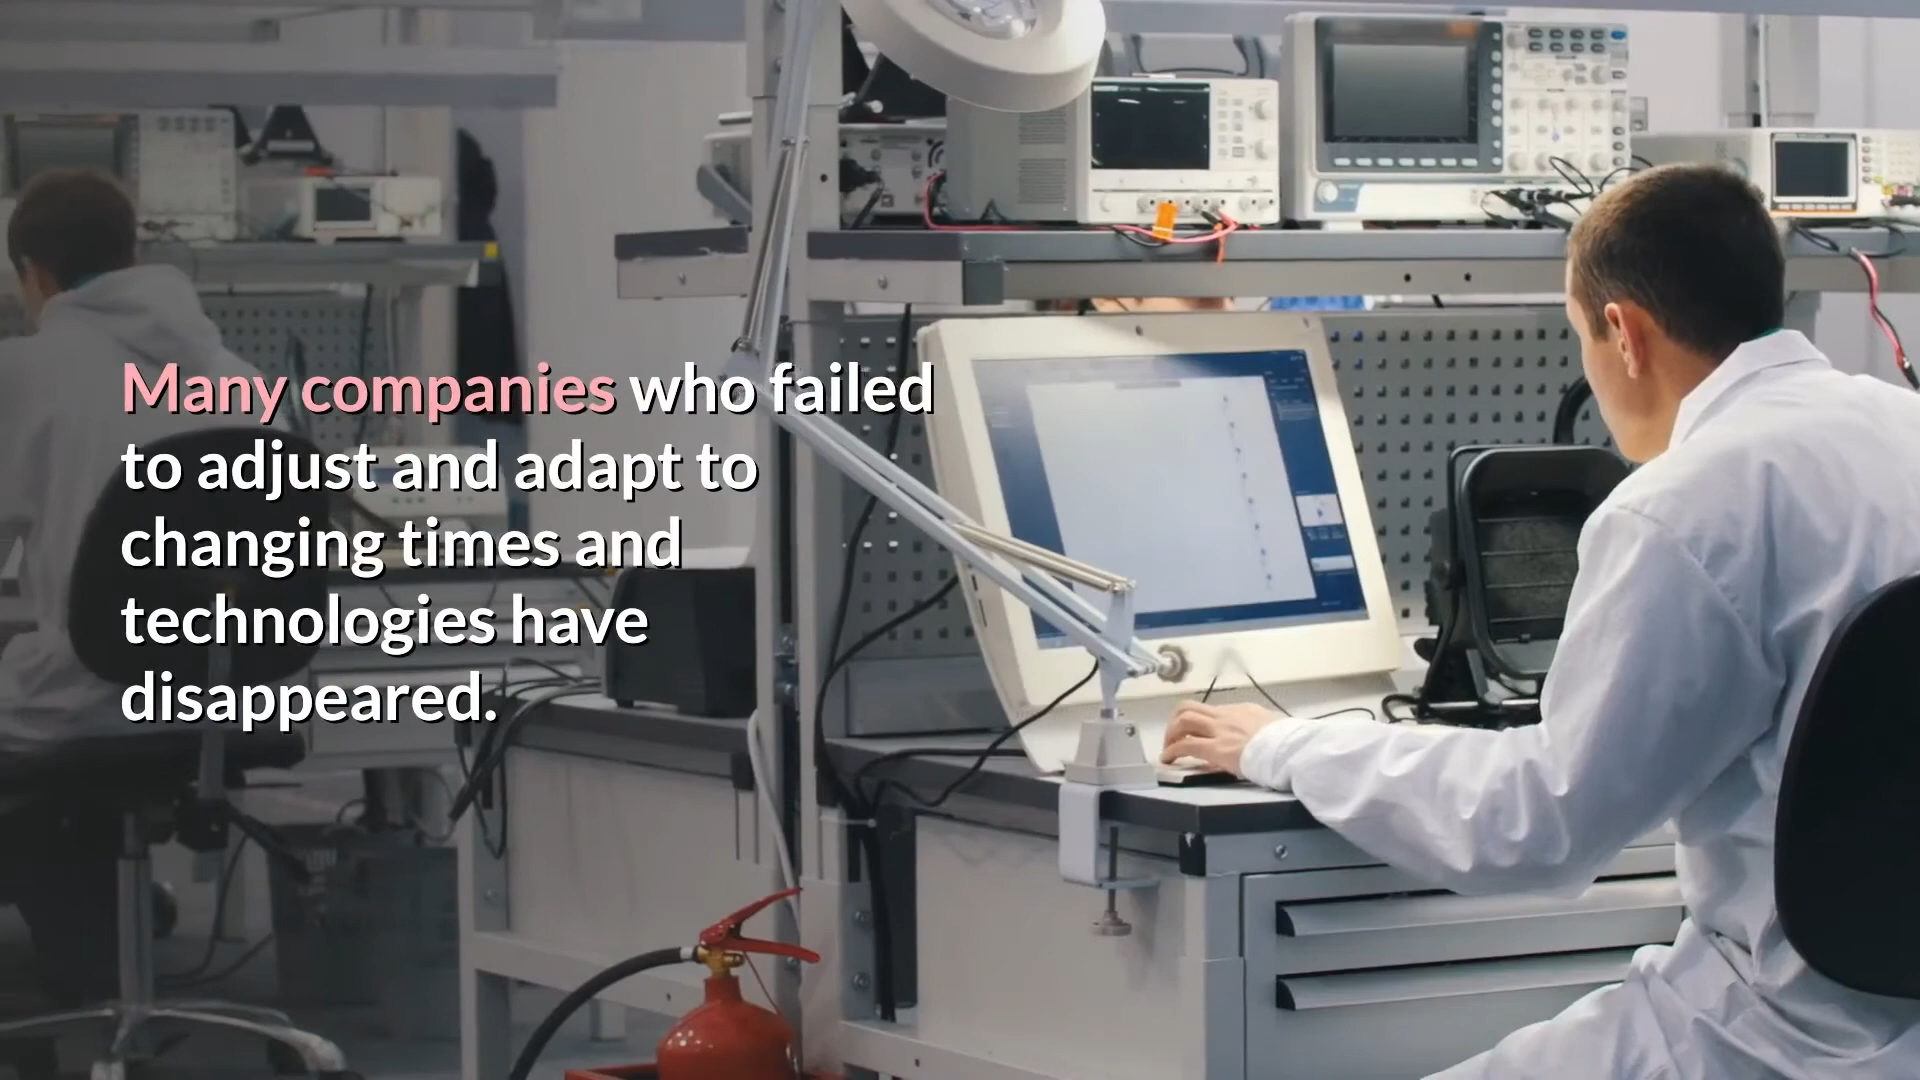 Many companies who failed
to adjust and adapt to
changing times and
technologies have
disappeared.